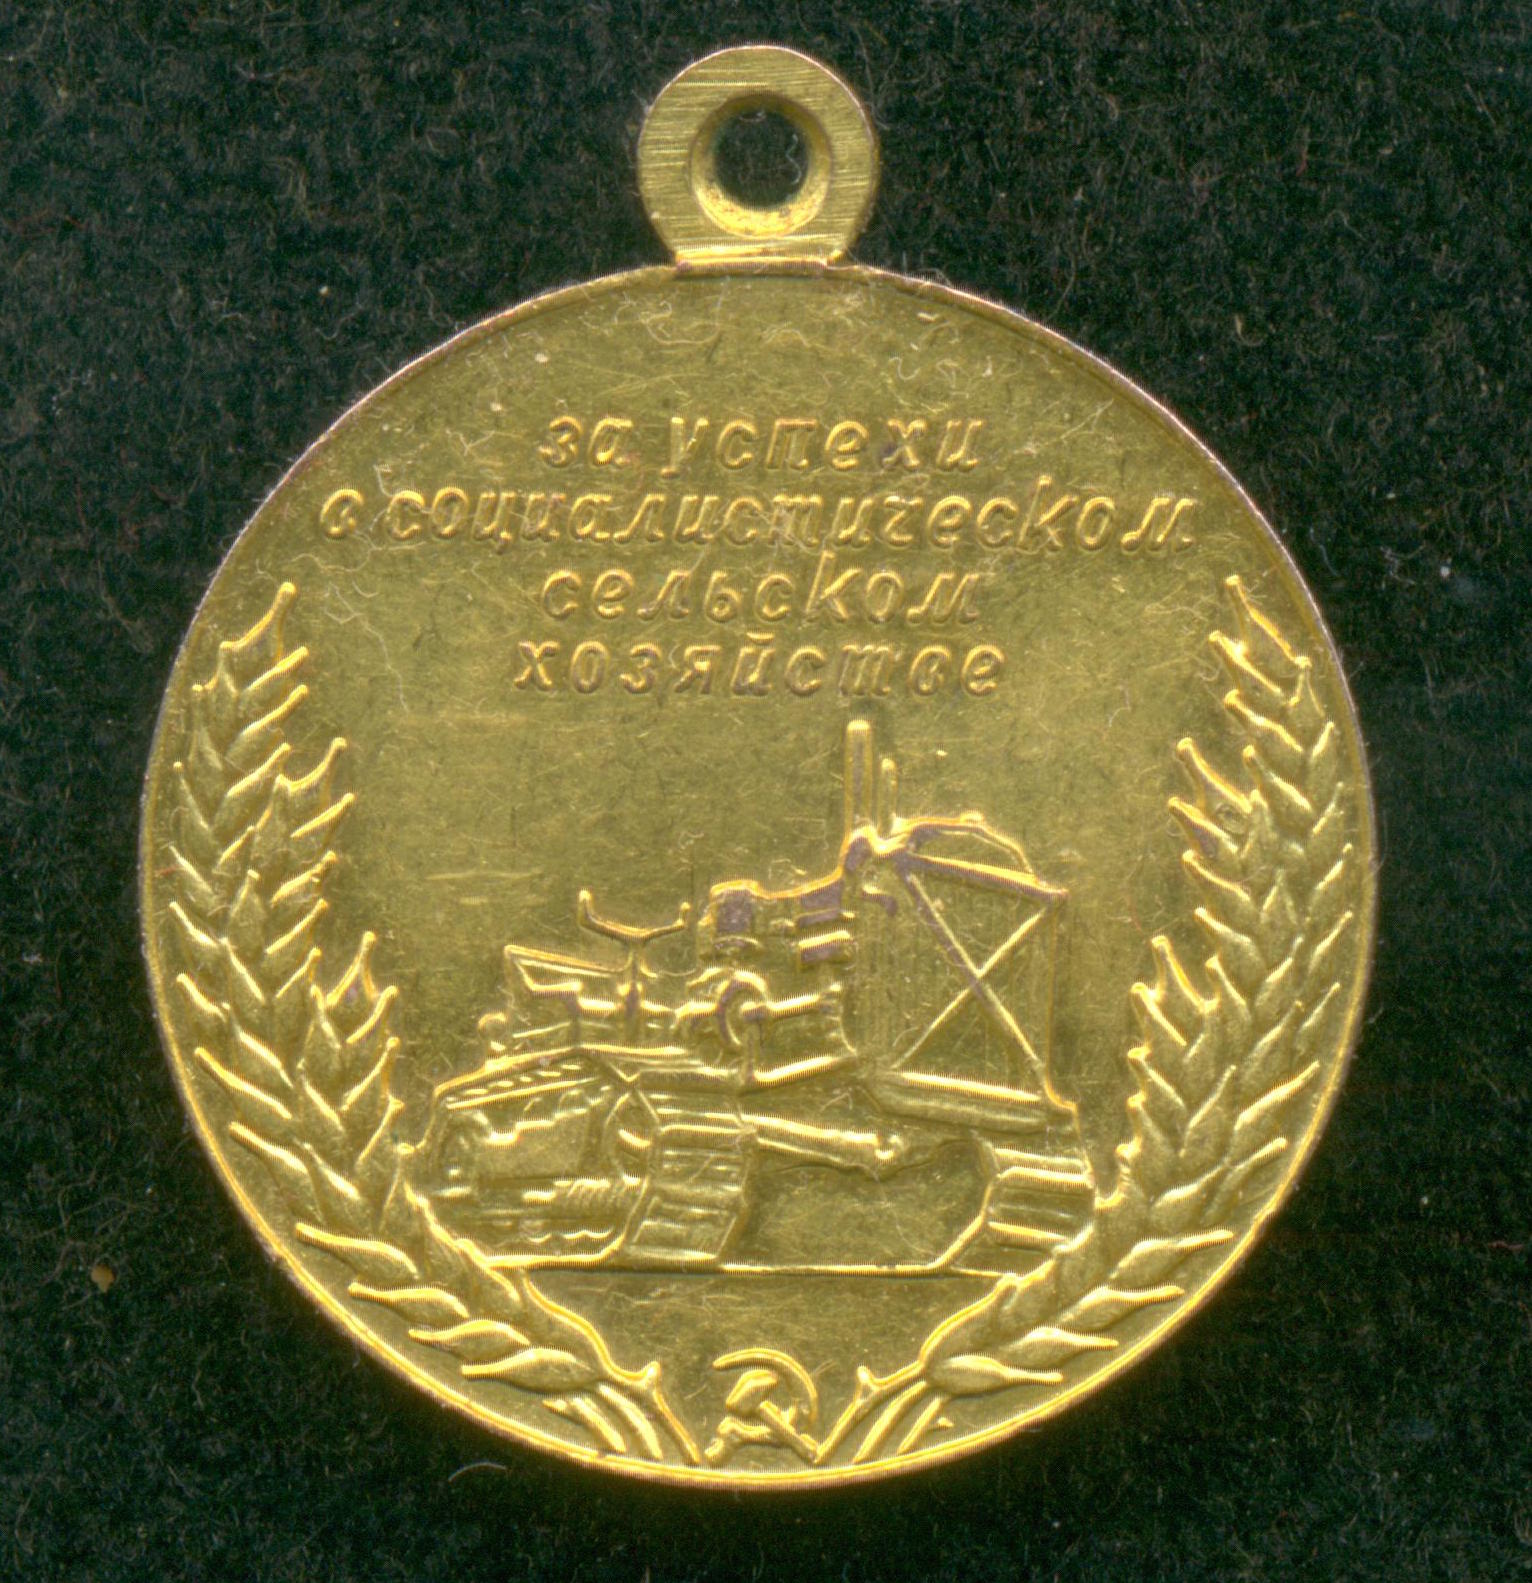 за успехи
в социалистическом
сельском
хозяйстве